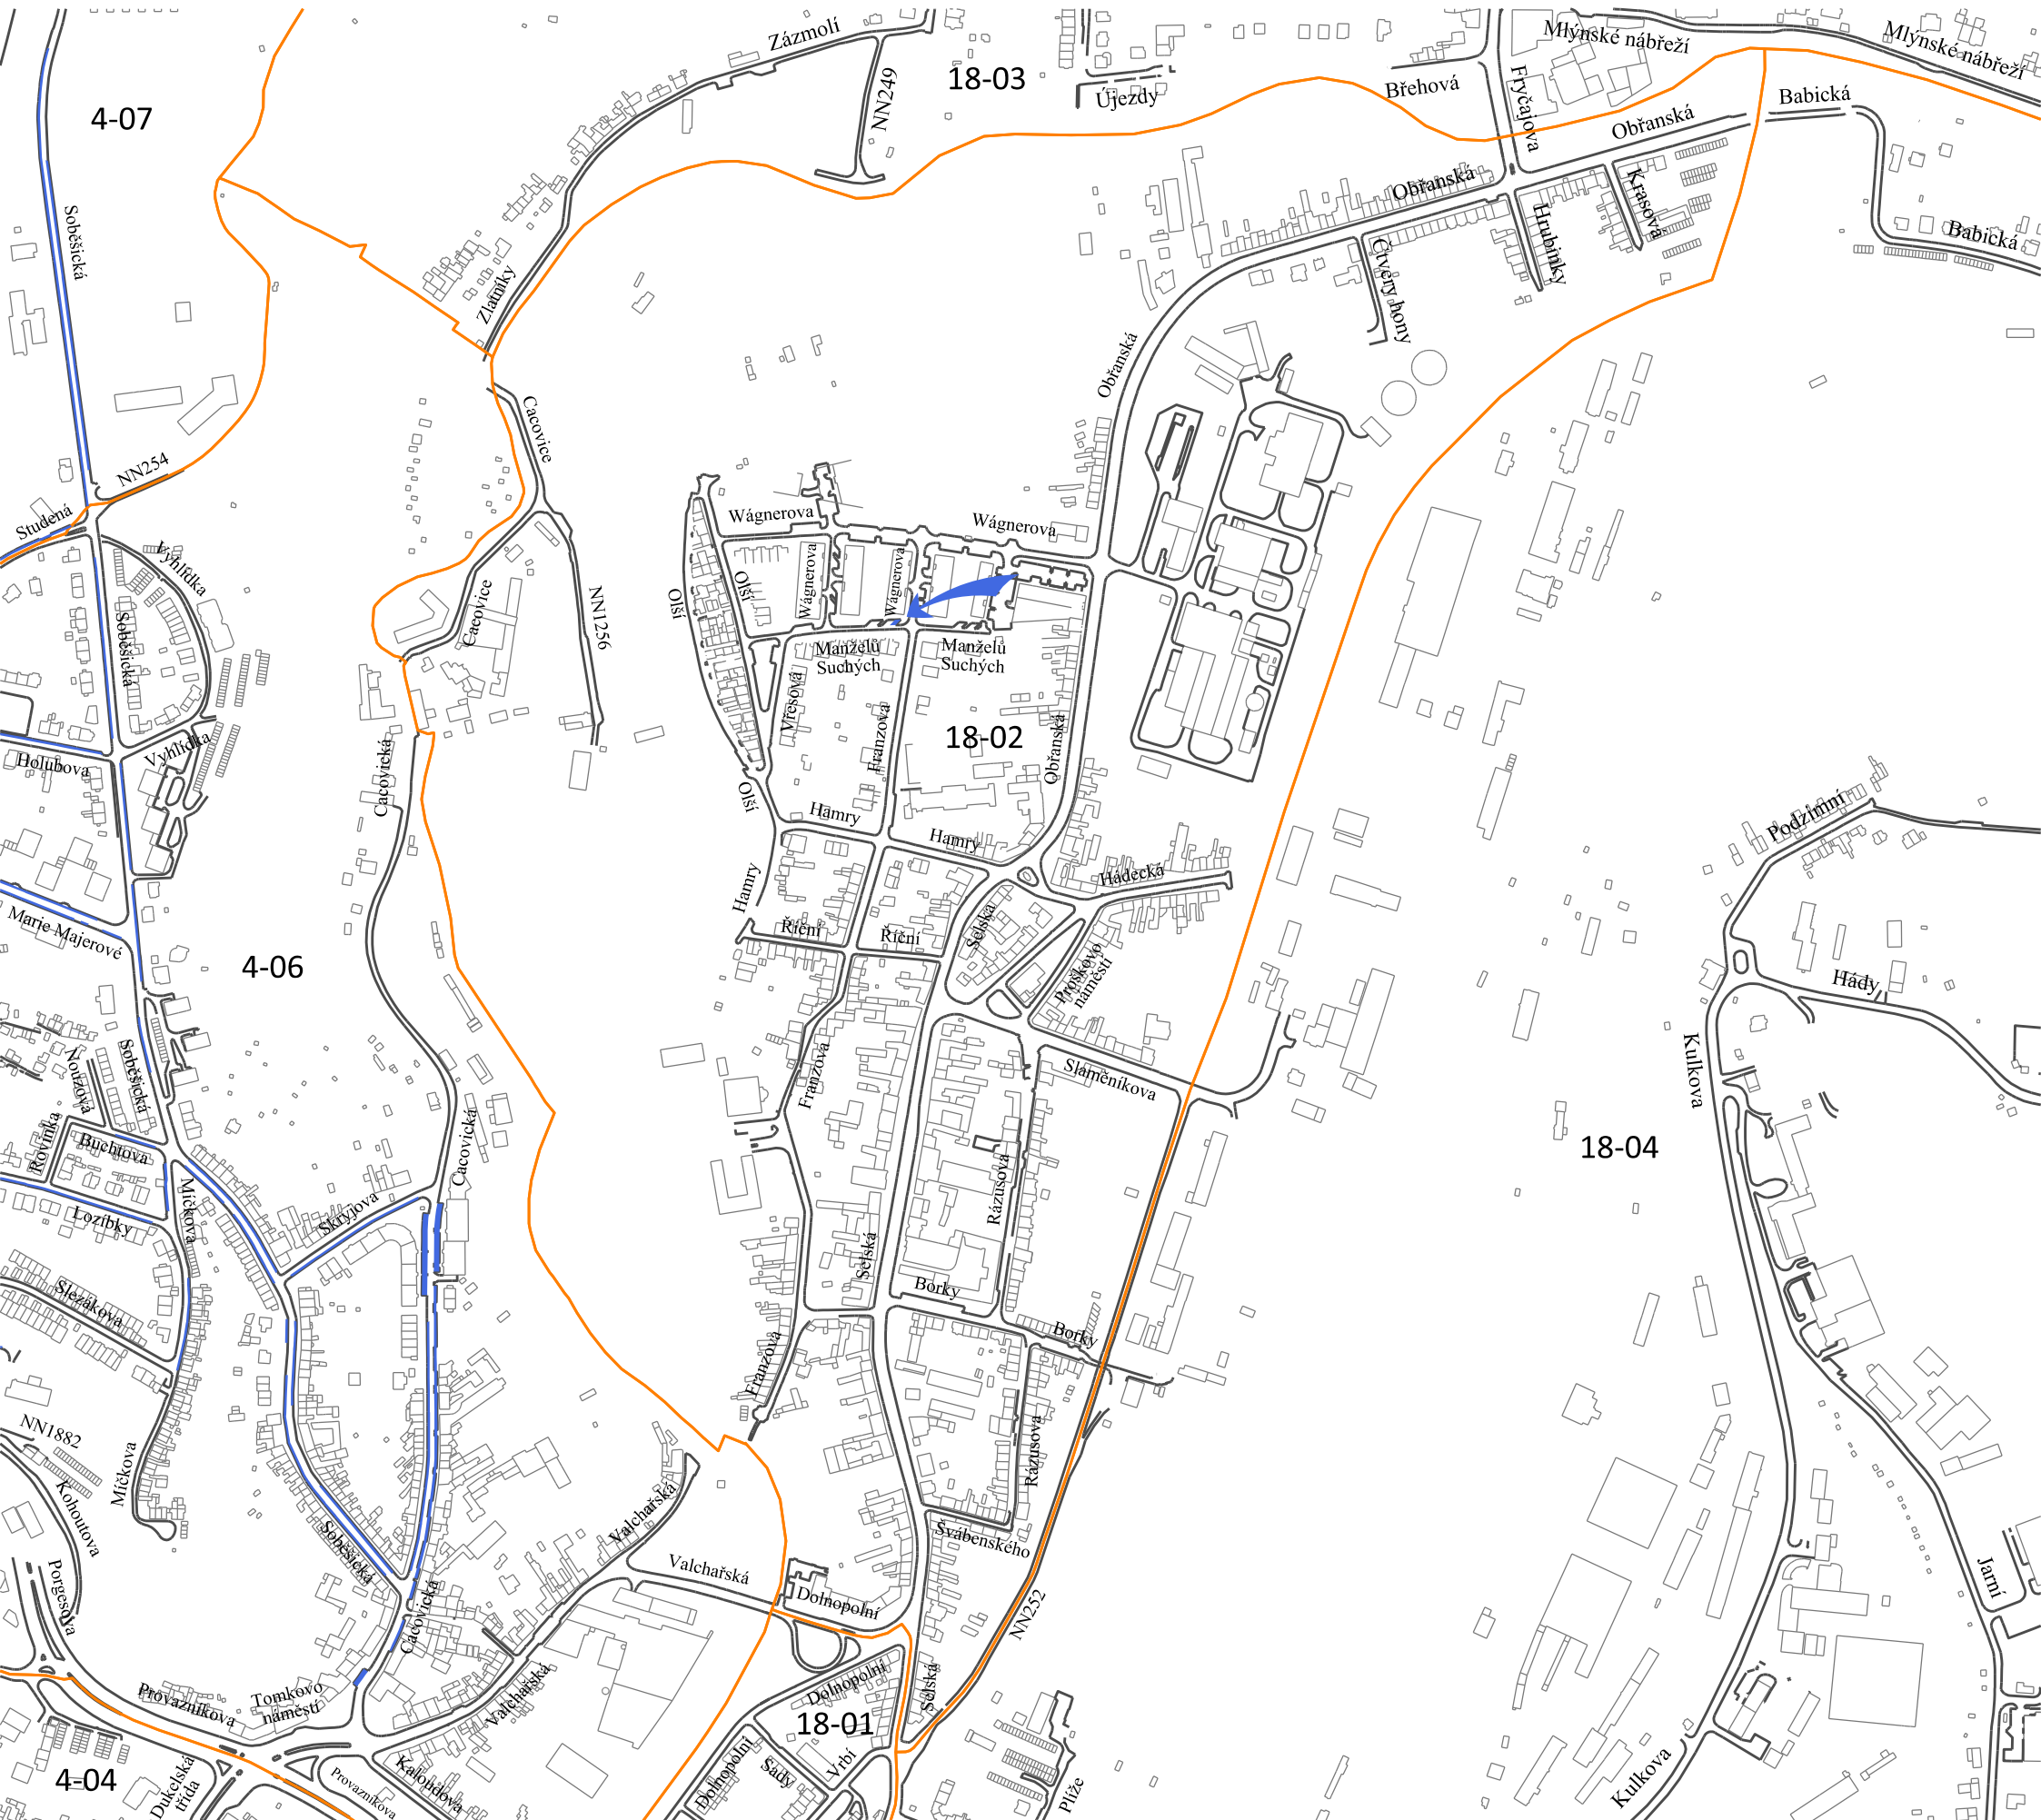 Zázmolí
Mlýnské nábřeží
Mlýnské nábřeží
4-07
18-03
NN249
Újezdy
Břehová
Fryčajova
Obřanská
Babická
Soběšická
Zlatníky
Obřanská
Krasová
Hrubínky
Čtvery hony
Babická
Obřanská
Cacovice
NN254
Studená
Vyhlídka
Wágnerova
Wágnerova
Olší
Olší
Wágnerova
Wágnerova
Cacovice
NN1256
Soběšická
Manželů
Suchých
Manželů
Suchých
Vřesová
Franzova
18-02
Obřanská
Holubova
Vyhlídka
Cacovická
Olší
Hamry
Hamry
Podzimní
Hamry
Hádecká
Marie Majerové
Říční
Říční
Selská
Proškovo
náměstí
4-06
Hády
Kulkova
Nouzová
Soběšická
Franzova
Slaměníkova
Rovinka
Buchtova
Cacovická
18-04
Míčkova
Lozíbky
Skryjova
Rázusova
Selská
Slezákova
Borky
Borky
Franzova
NN1882
Míčkova
Kohoutova
Rázusova
Valchařská
Soběšická
Švábenského
Valchařská
Porgesova
Cacovická
Dolnopolní
NN252
Jarní
Provazníkova
Tomkovo
náměstí
Valchařská
Dolnopolní
Selská
18-01
4-04
Dukelská
třída
Provazníkova
Kaloudova
Dolnopolní
Sady
Vrbí
Plíže
Kulkova